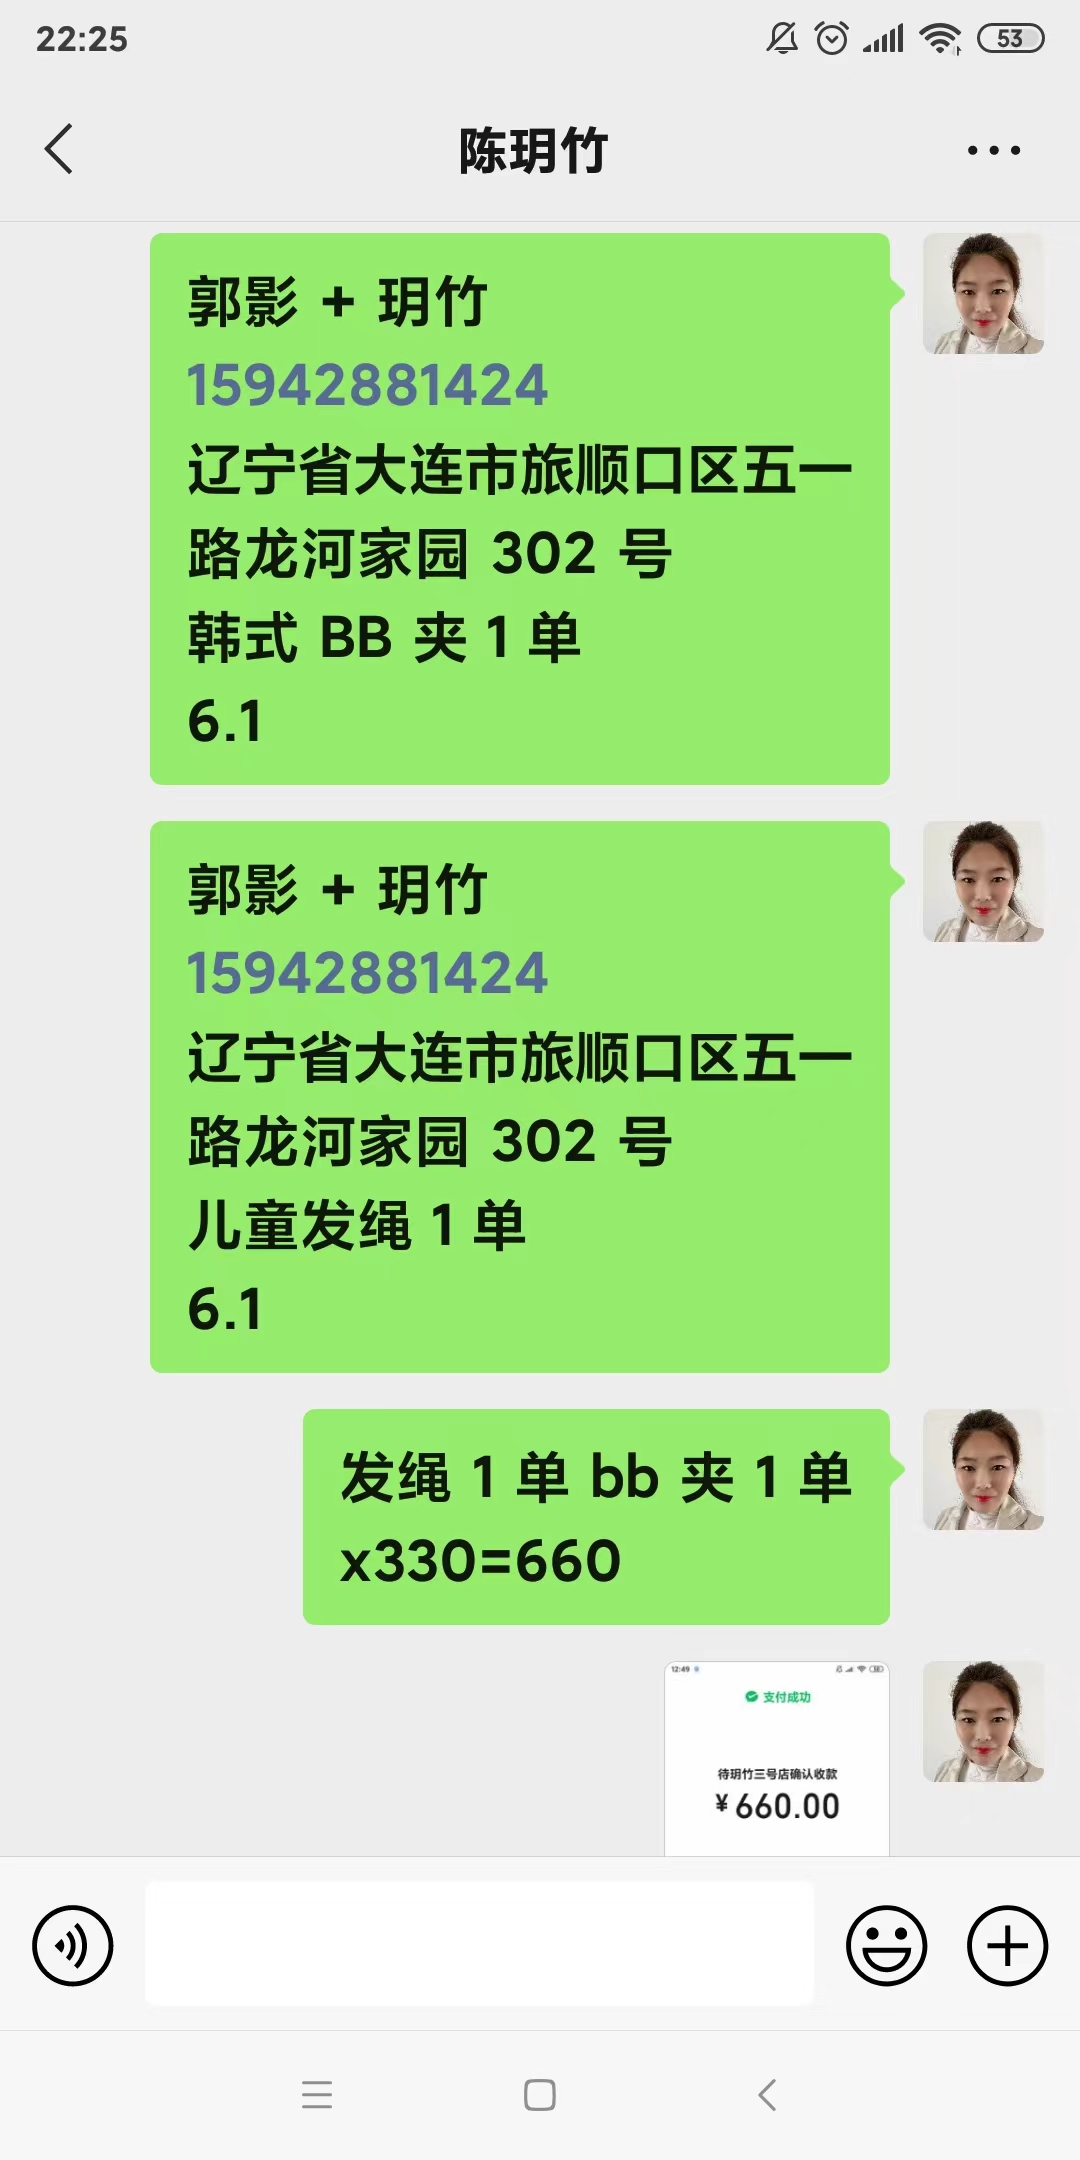 22:25
53
陈玥竹
郭影 + 玥竹
15942881424
辽宁省大连市旅顺口区五一
路龙河家园 302 号
韩式 BB 夹 1 单
6.1
郭影 + 玥竹
15942881424
辽宁省大连市旅顺口区五一
路龙河家园 302 号
儿童发绳 1 单
6.1
发绳 1 单 bb 夹 1 单
x330=660
12:49
支付成功
待玥竹三号店确认收款
¥660.00